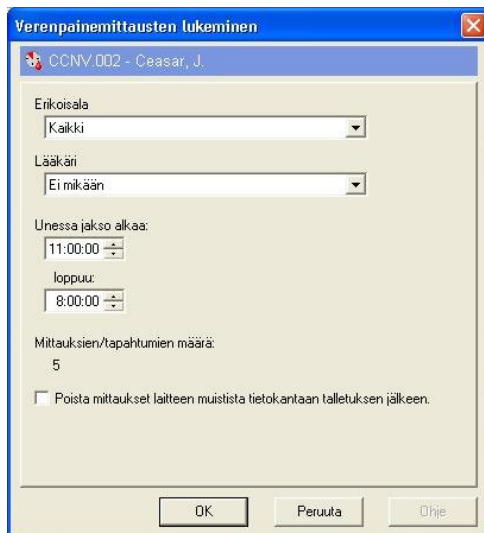 Verenpainemittausten lukeminen
CCNV.002 - Ceasar, J.
Erikoisala
Kaikki
Lääkäri
Ei mikään
Unessa jakso alkaa:
11:00:00
loppuu:
8:00:00
Mittauksien/tapahtumien määrä:
5
Poista mittaukset laitteen muistista tietokantaan talletuksen jälkeen.
OK Peruuta Ohje